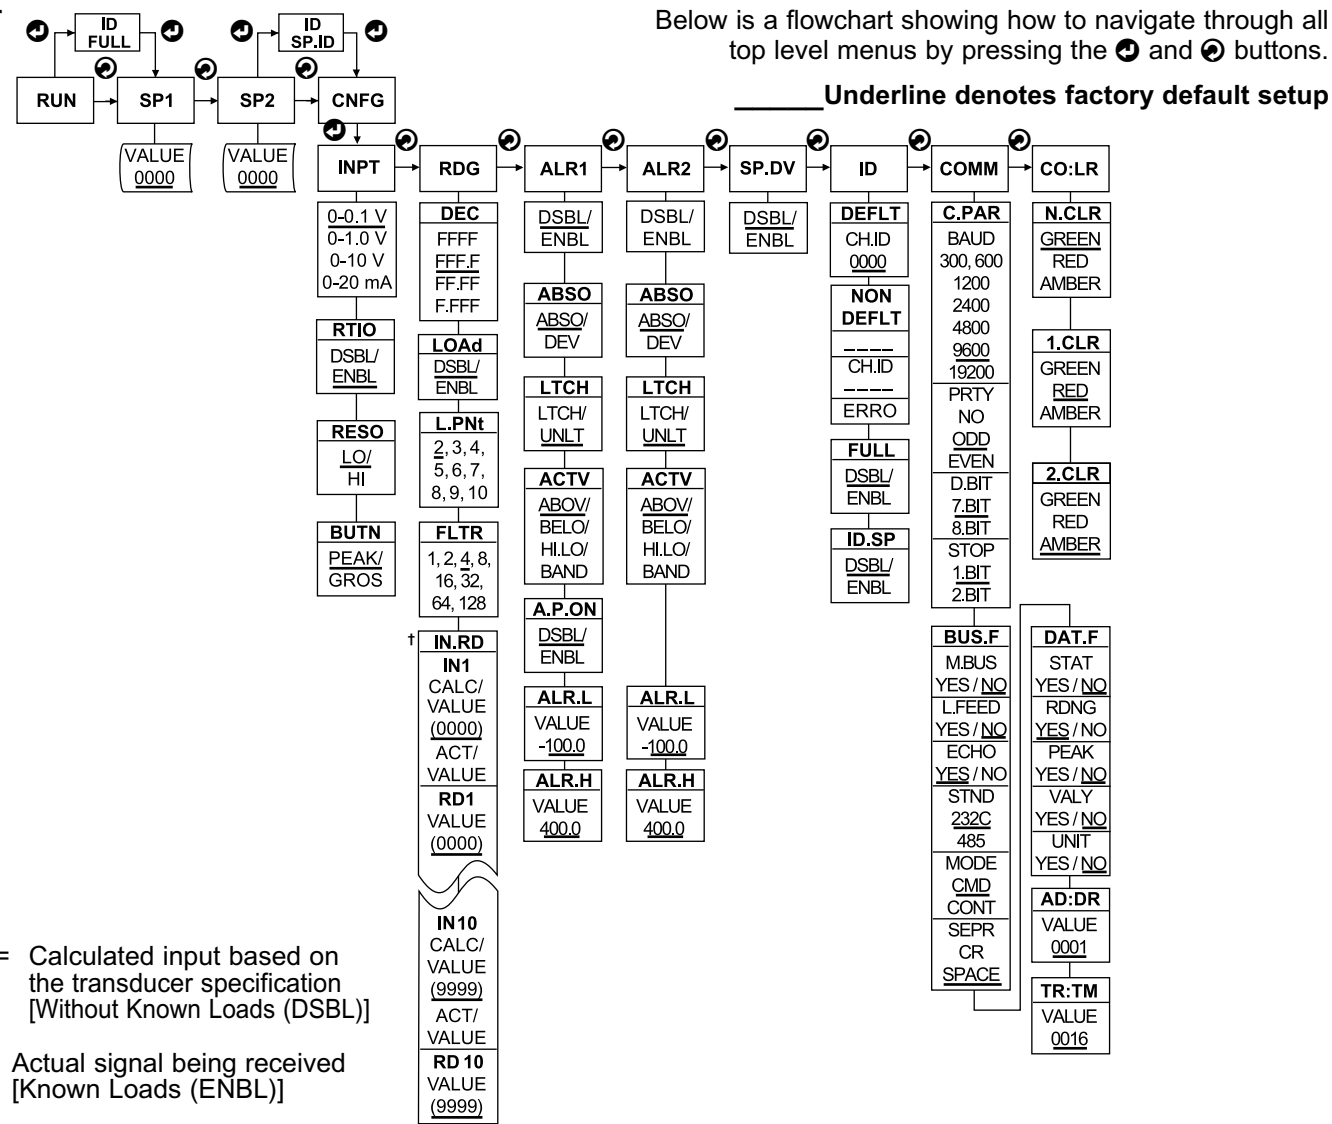 Below is a flowchart showing how to navigate through all
top level menus by pressing the and buttons.
______Underline denotes factory default setup
ID
FULL
ID
SP.ID
RUN
SP1
SP2
CNFG
VALUE
0000
VALUE
0000
INPT
RDG
ALR1
ALR2
SP.DV
ID
COMM
CO:LR
0-0.1 V
0-1.0 V
0-10 V
0-20 mA
RTIO
DSBL/
ENBL
RESO
LO/
HI
BUTN
PEAK/
GROS
DEC
FFFF
FFF.F
FF.FF
F.FFF
LOAd
DSBL/
ENBL
L.PNt
2, 3, 4,
5, 6, 7,
8, 9, 10
FLTR
1, 2, 4, 8,
16, 32,
64, 128
†
IN.RD
IN1
CALC/
VALUE
(0000)
ACT/
VALUE
RD1
VALUE
(0000)
IN10
CALC/
VALUE
(9999)
ACT/
VALUE
RD 10
VALUE
(9999)
DSBL/
ENBL
ABSO
ABSO/
DEV
LTCH
LTCH/
UNLT
ACTV
ABOV/
BELO/
HI.LO/
BAND
A.P.ON
DSBL/
ENBL
ALR.L
VALUE
-100.0
ALR.H
VALUE
400.0
DSBL/
ENBL
ABSO
ABSO/
DEV
LTCH
LTCH/
UNLT
ACTV
ABOV/
BELO/
HI.LO/
BAND
ALR.L
VALUE
-100.0
ALR.H
VALUE
400.0
DSBL/
ENBL
DEFLT
CH.ID
0000
NON
DEFLT
____
CH.ID
____
ERRO
FULL
DSBL/
ENBL
ID.SP
DSBL/
ENBL
C.PAR
BAUD
300, 600
1200
2400
4800
9600
19200
PRTY
NO
ODD
EVEN
D.BIT
7.BIT
8.BIT
STOP
1.BIT
2.BIT
BUS.F
M.BUS
YES / NO
L.FEED
YES / NO
ECHO
YES / NO
STND
232C
485
MODE
CMD
CONT
SEPR
CR
SPACE
N.CLR
GREEN
RED
AMBER
1.CLR
GREEN
RED
AMBER
2.CLR
GREEN
RED
AMBER
DAT.F
STAT
YES / NO
RDNG
YES / NO
PEAK
YES / NO
VALY
YES / NO
UNIT
YES / NO
AD:DR
VALUE
0001
TR:TM
VALUE
0016
= Calculated input based on
the transducer specification
[Without Known Loads (DSBL)]
Actual signal being received
[Known Loads (ENBL)]